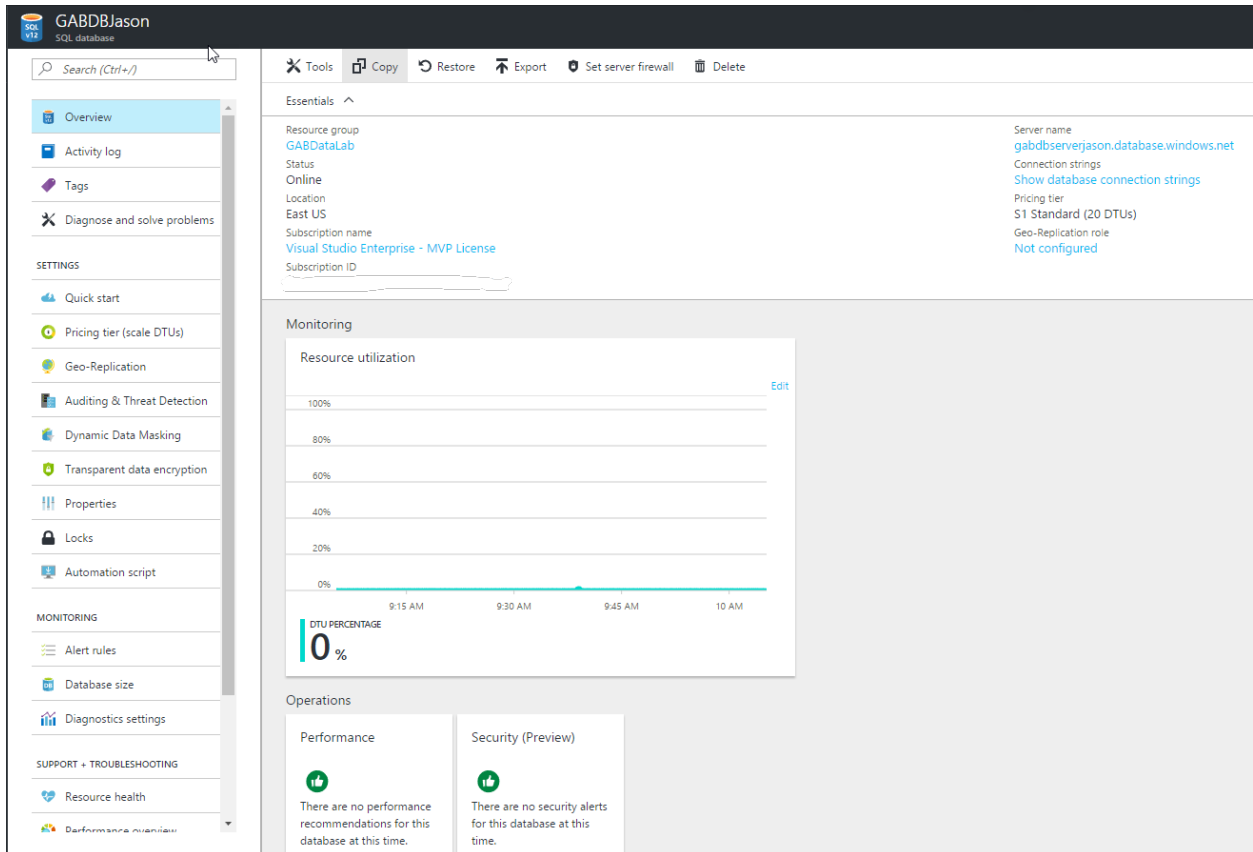 SQL
v12
GABDBJason
SQL database
Search (Ctrl+/)
Overview
Activity log
Tags
Diagnose and solve problems
SETTINGS
Quick start
Pricing tier (scale DTUs)
Geo-Replication
Auditing & Threat Detection
Dynamic Data Masking
Transparent data encryption
Properties
Locks
Automation script
MONITORING
Alert rules
Database size
Diagnostics settings
SUPPORT + TROUBLESHOOTING
Resource health
Performance overview
Tools Copy Restore Export Set server firewall Delete
Essentials
Resource group
GABDataLab
Status
Online
Location
East US
Subscription name
Visual Studio Enterprise - MVP License
Subscription ID
Server name
gabdbserverjason.database.windows.net
Connection strings
Show database connection strings
Pricing tier
S1 Standard (20 DTUs)
Geo-Replication role
Not configured
Monitoring
Resource utilization
Edit
100%
80%
60%
40%
20%
0%
9:15 AM 9:30 AM 9:45 AM 10 AM
DTU PERCENTAGE
0 %
Operations
Performance
There are no performance
recommendations for this
database at this time.
Security (Preview)
There are no security alerts
for this database at this
time.